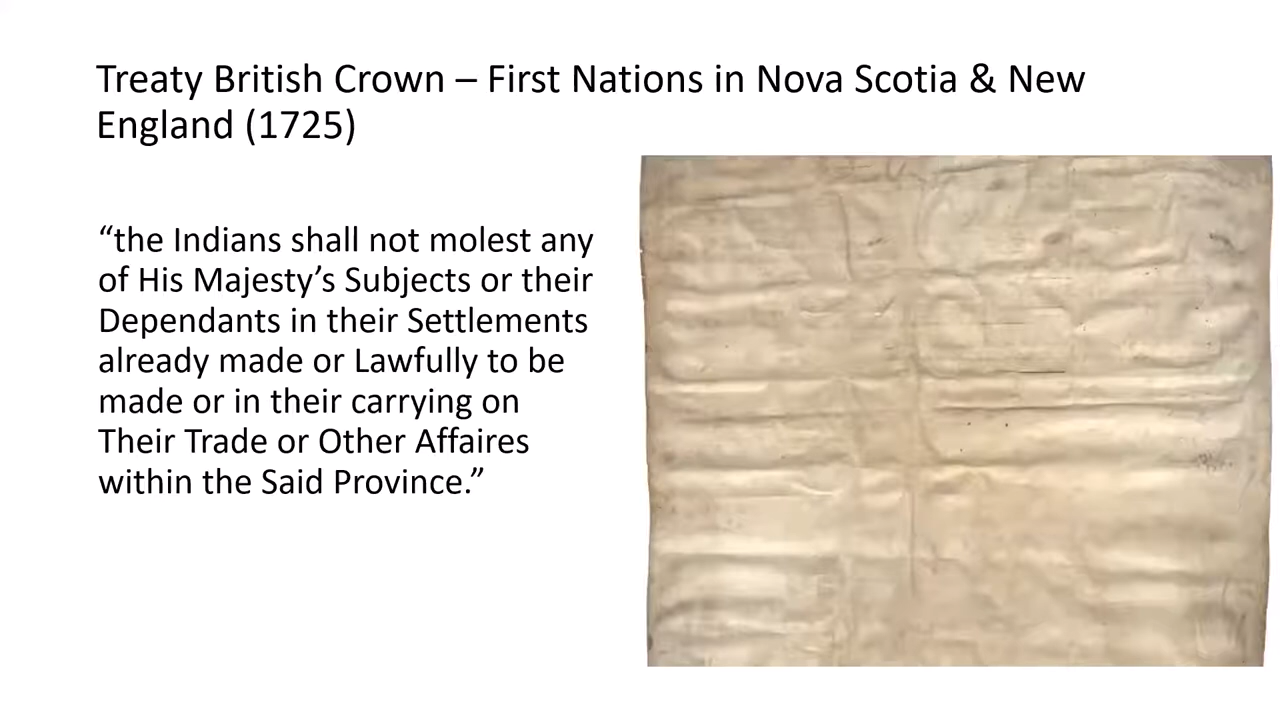 Treaty British Crown – First Nations in Nova Scotia & New
England (1725)
“the Indians shall not molest any
of His Majesty’s Subjects or their
Dependants in their Settlements
already made or Lawfully to be
made or in their carrying on
Their Trade or Other Affaires
within the Said Province.”